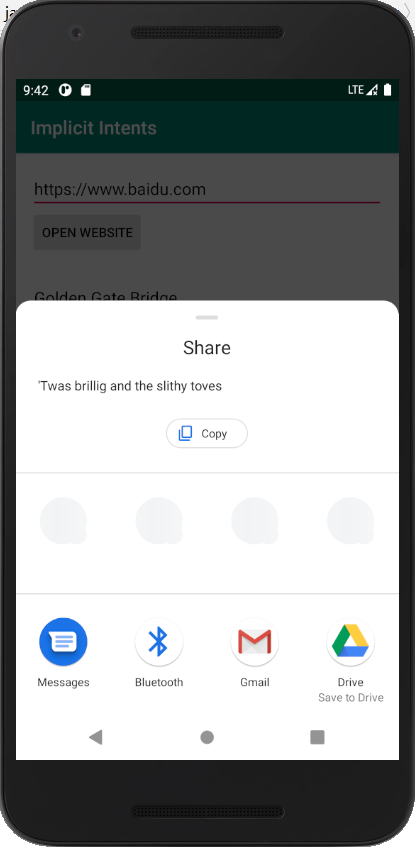 9:42
LTE
Implicit Intents
https://www.baidu.com
OPEN WEBSITE
Golden Gate Bridge
Share
'Twas brillig and the slithy toves
Copy
Messages
Bluetooth
Gmail
Drive
Save to Drive